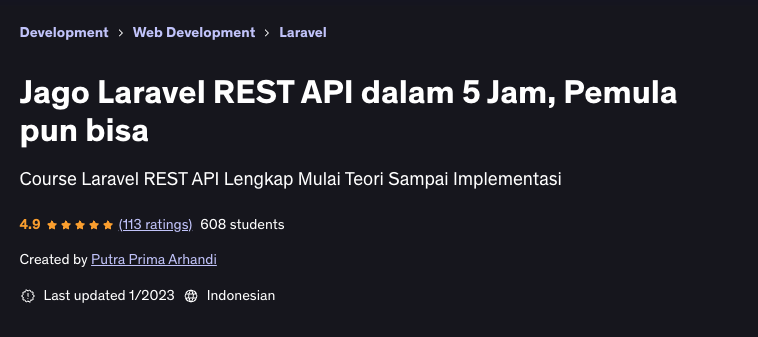 Development > Web Development > Laravel
Jago Laravel REST API dalam 5 Jam, Pemula
pun bisa
Course Laravel REST API Lengkap Mulai Teori Sampai Implementasi
4.9 (113 ratings) 608 students
Created by Putra Prima Arhandi
Last updated 1/2023 Indonesian